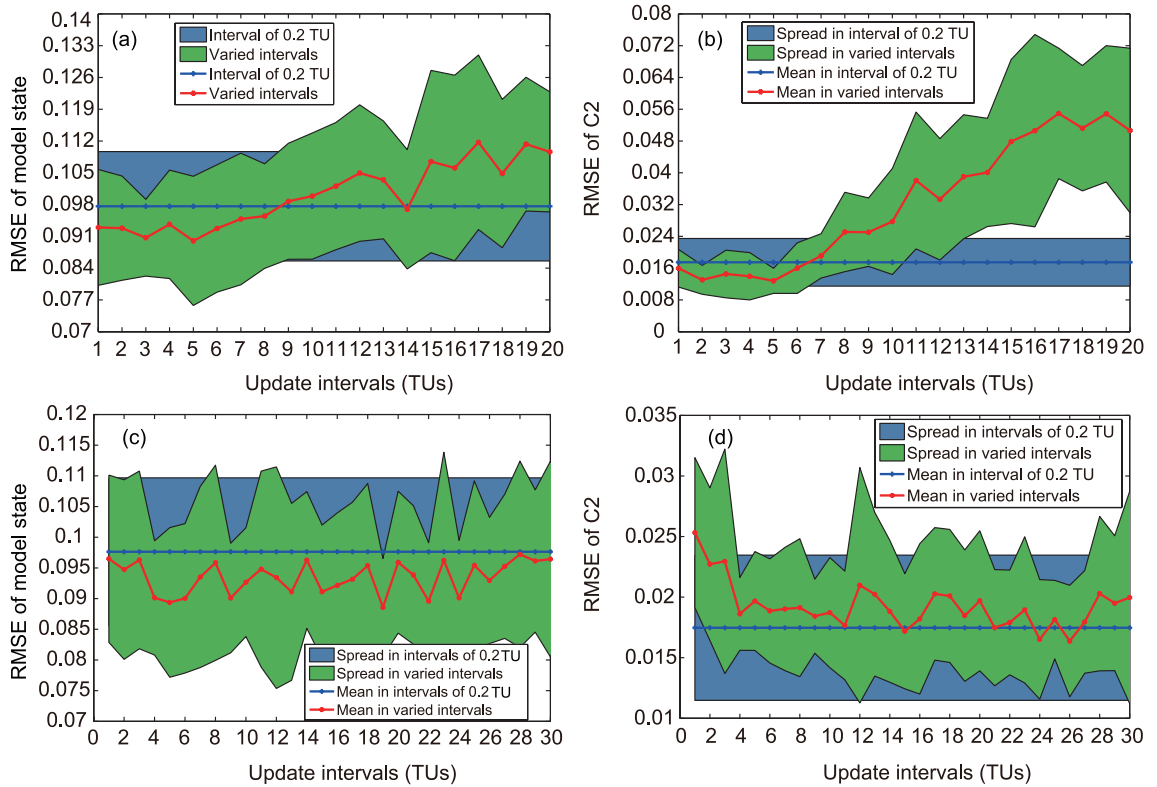 (a)
Interval of 0.2 TU
Varied intervals
Interval of 0.2 TU
Varied intervals
RMSE of model state
0.14
0.133
0.126
0.119
0.112
0.105
0.098
0.091
0.084
0.077
0.07
1 2 3 4 5 6 7 8 9 10 11 12 13 14 15 16 17 18 19 20
Update intervals (TUs)
(b)
Spread in interval of 0.2 TU
Spread in varied intervals
Mean in interval of 0.2 TU
Mean in varied intervals
RMSE of C2
0.08
0.072
0.064
0.056
0.048
0.04
0.032
0.024
0.016
0.008
0
1 2 3 4 5 6 7 8 9 10 11 12 13 14 15 16 17 18 19 20
Update intervals (TUs)
(c)
RMSE of model state
0.12
0.115
0.11
0.105
0.1
0.095
0.09
0.085
0.08
0.075
0.07
Spread in intervals of 0.2TU
Spread in varied intervals
Mean in intervals of 0.2TU
Mean in varied intervals
0 2 4 6 8 10 12 14 16 18 20 22 24 26 28 30
Update intervals (TUs)
(d)
Spread in intervals of 0.2 TU
Spread in varied intervals
Mean in interval of 0.2 TU
Mean in varied intervals
RMSE of C2
0.035
0.03
0.025
0.02
0.015
0.01
0 2 4 6 8 10 12 14 16 18 20 22 24 26 28 30
Update intervals (TUs)